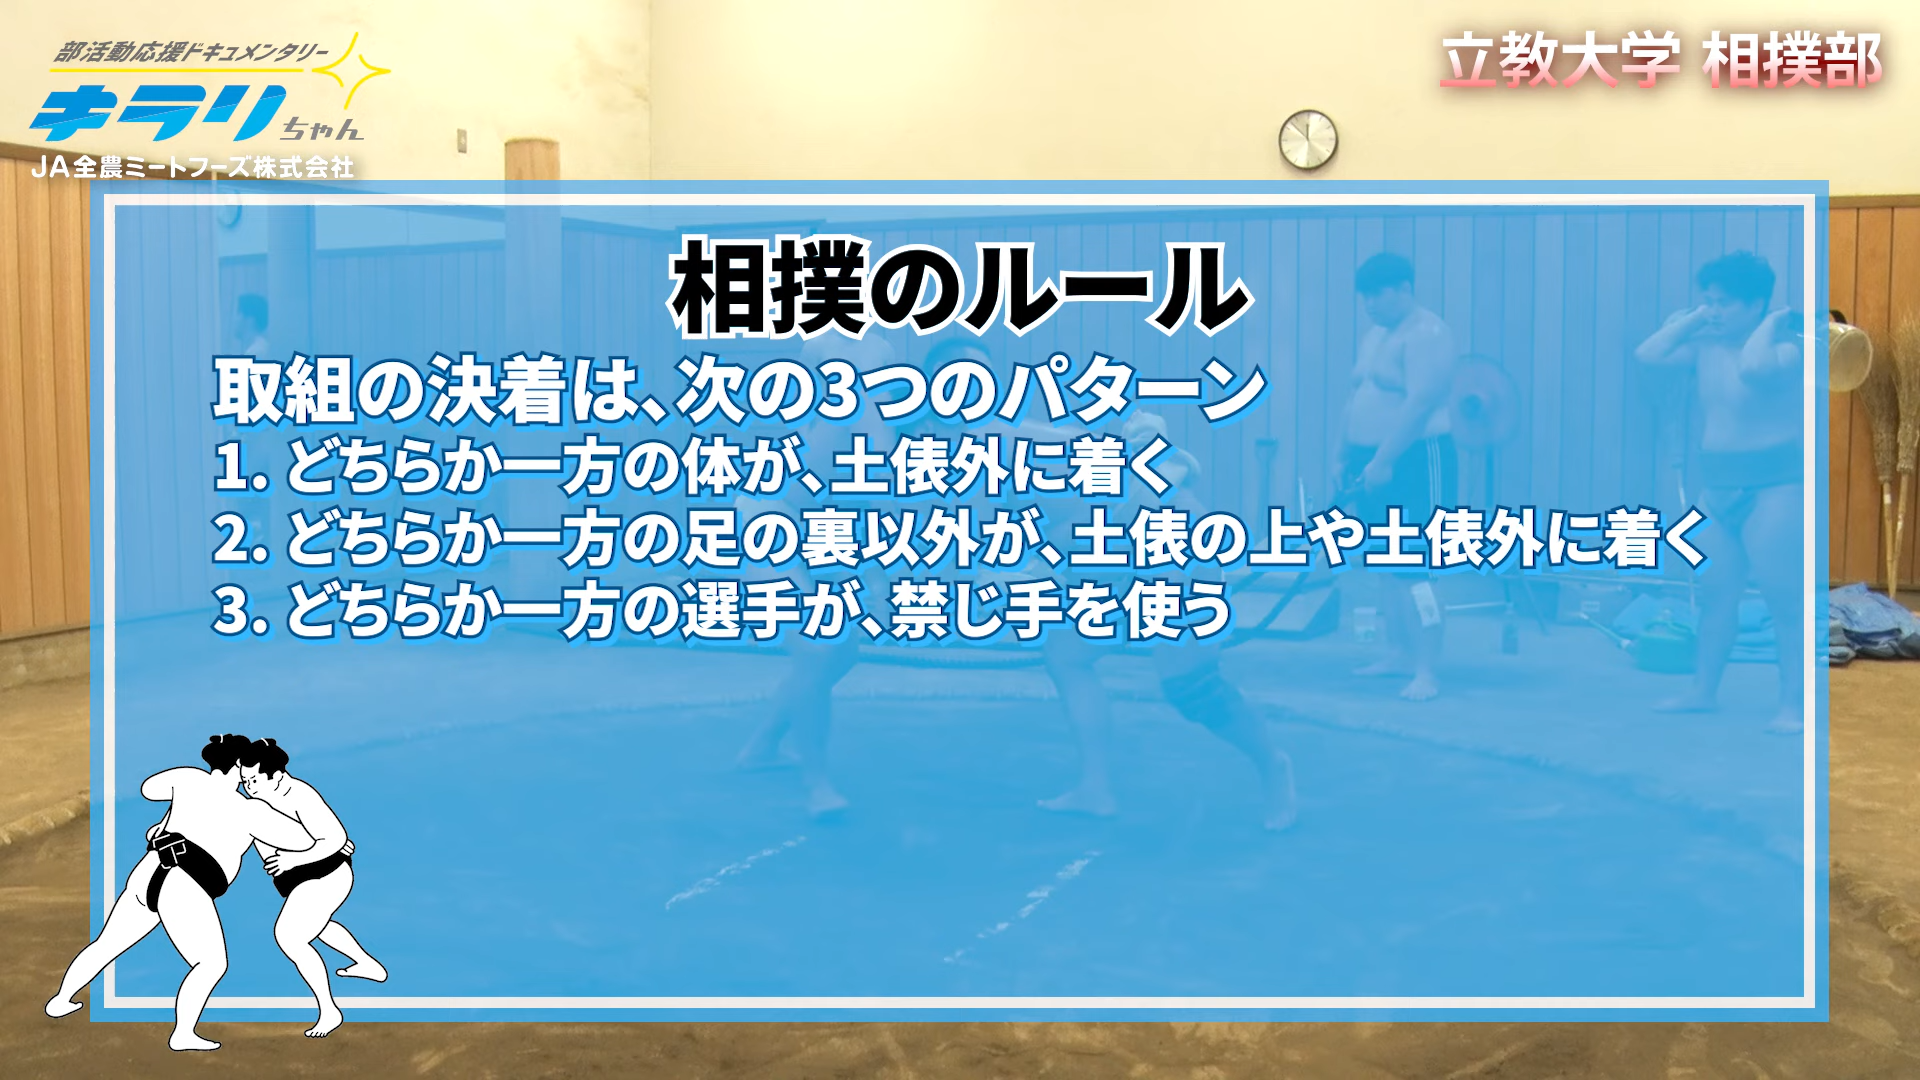 部活動応援ドキュメンタリー
キラリちゃん
JA全農ミートフーズ株式会社
立教大学 相撲部
相撲のルール
取組の決着は、次の3つのパターン
1. どちらか一方の体が、土俵外に着く
2. どちらか一方の足の裏以外が、土俵の上や土俵外に着く
3. どちらか一方の選手が、禁じ手を使う